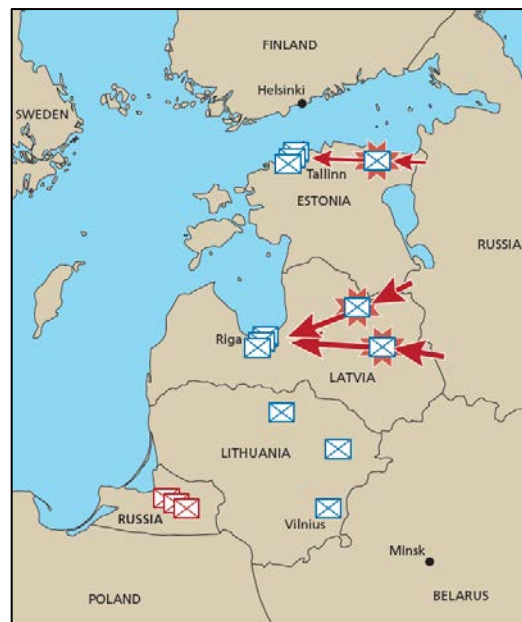 FINLAND
Helsinki
SWEDEN
Tallinn
ESTONIA
RUSSIA
Riga
LATVIA
LITHUANIA
RUSSIA
Vilnius
Minsk
POLAND
BELARUS